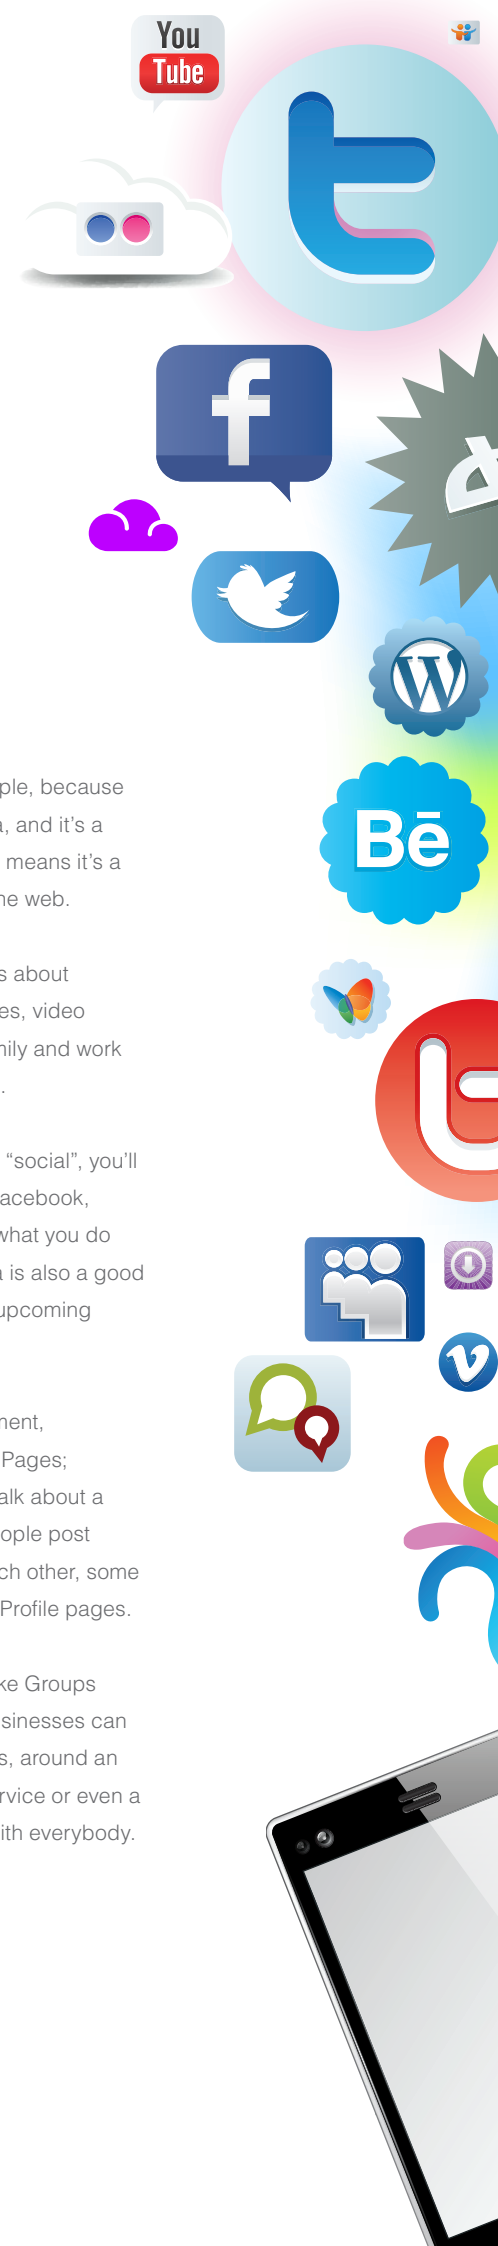 You
Tube
t
f
W
Bē
t
v
ple, because
, and it's a
means it's a
he web.
s about
es, video
mily and work
.
“social”, you'll
acebook,
what you do
is also a good
upcoming
ment,
Pages;
alk about a
ople post
ch other, some
Profile pages.
ke Groups
sinesses can
s, around an
rvice or even a
ith everybody.